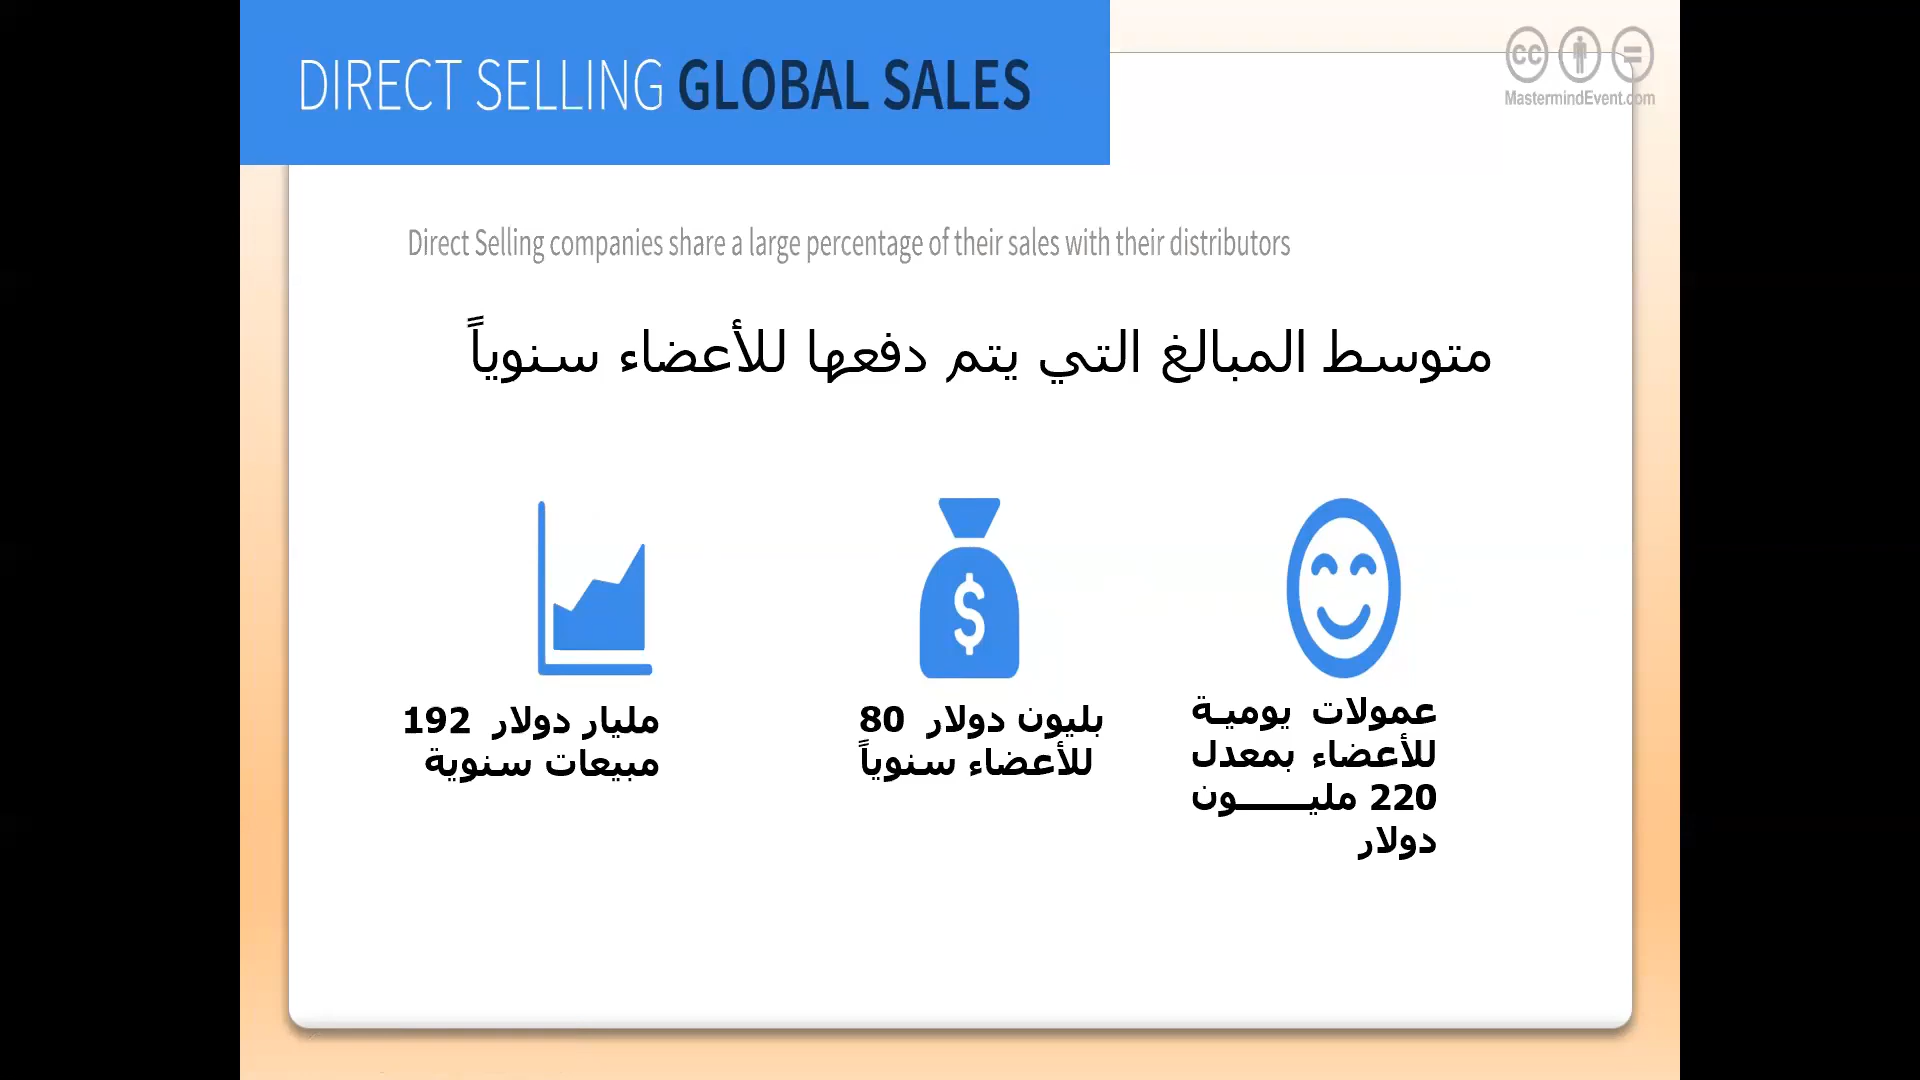 DIRECT SELLING GLOBAL SALES
cc
MastermindEvent.com
Direct Selling companies share a large percentage of their sales with their distributors
متوسط المبالغ التي يتم دفعها للأعضاء سنوياً
$
192 مليار دولار
مبيعات سنوية
80 بليون دولار
للأعضاء سنوياً
عمولات يومية
للأعضاء بمعدل
220 مليـــــون
دولار